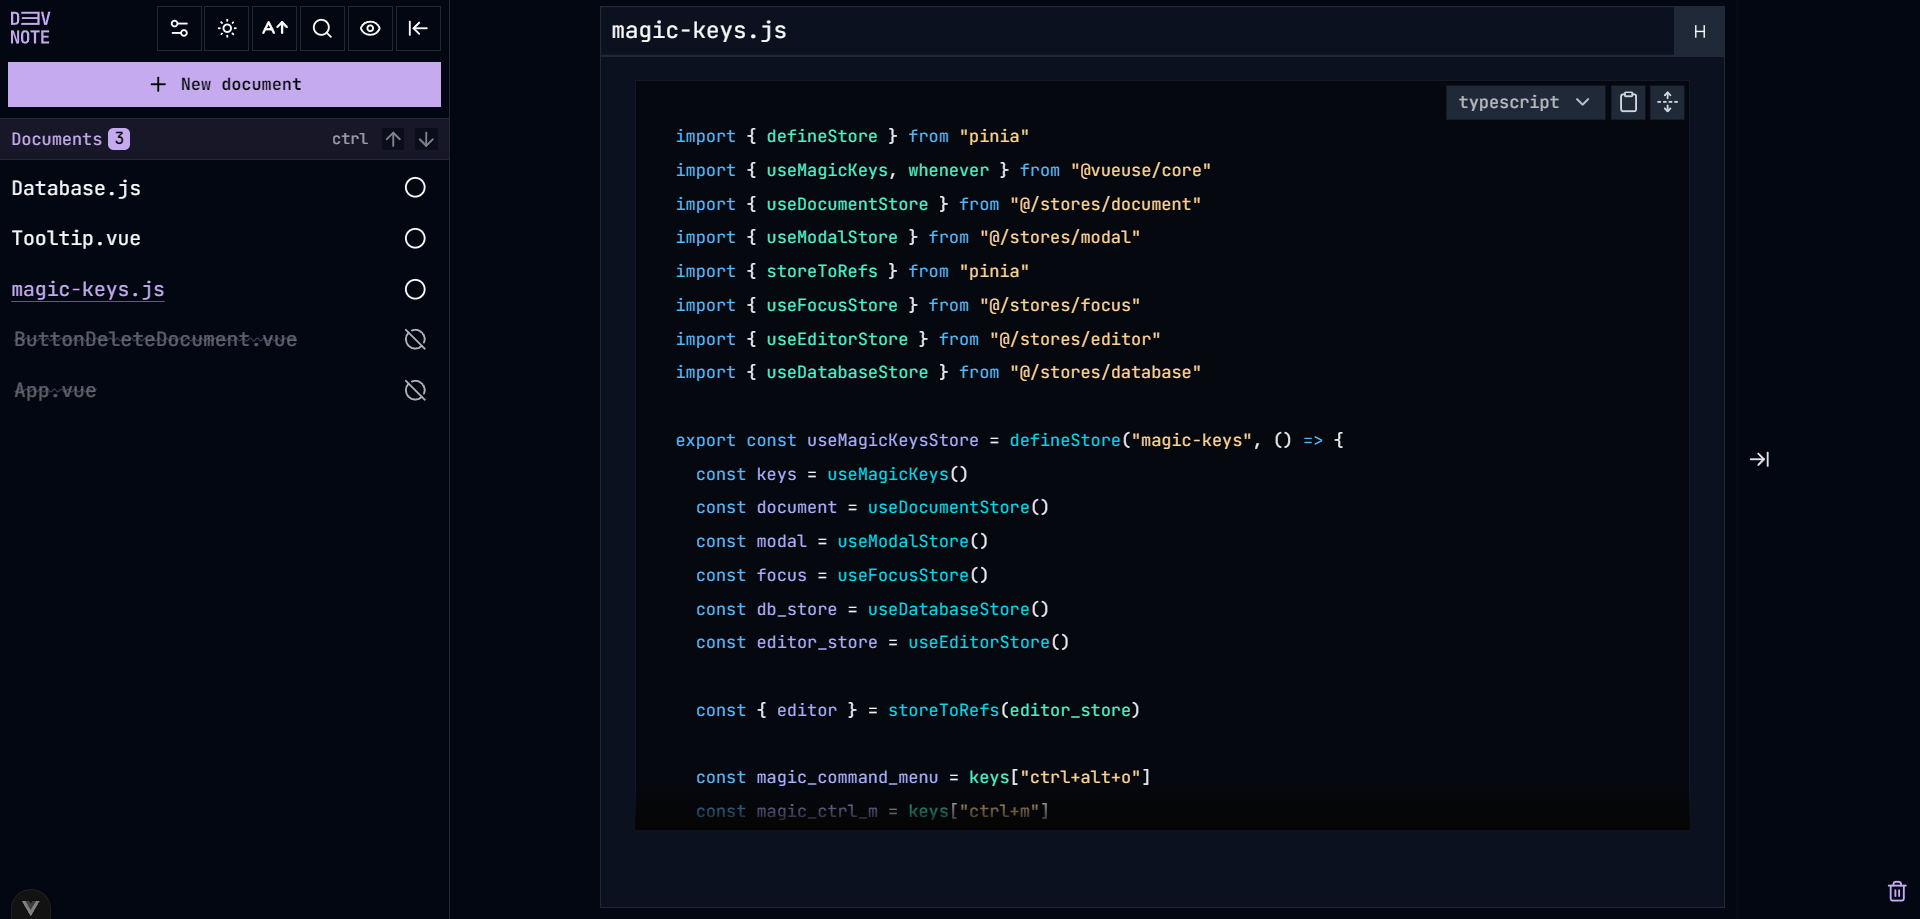 DEV
NOTE
A
New document
Documents 3
ctrl
Database.js
Tooltip.vue
magic-keys.js
ButtonDeleteDocument.vue
App.vue
magic-keys.js
H
typescript
import { defineStore } from "pinia"
import { useMagicKeys, whenever } from "@vueuse/core"
import { useDocumentStore } from "@/stores/document"
import { useModalStore } from "@/stores/modal"
import { storeToRefs } from "pinia"
import { useFocusStore } from "@/stores/focus"
import { useEditorStore } from "@/stores/editor"
import { useDatabaseStore } from "@/stores/database"
export const useMagicKeysStore = defineStore("magic-keys", () => {
const keys = useMagicKeys()
const document = useDocumentStore()
const modal = useModalStore()
const focus = useFocusStore()
const db_store = useDatabaseStore()
const editor_store = useEditorStore()
const { editor } = storeToRefs(editor_store)
const magic_command_menu = keys["ctrl+alt+o"]
const magic_ctrl_m = keys["ctrl+m"]